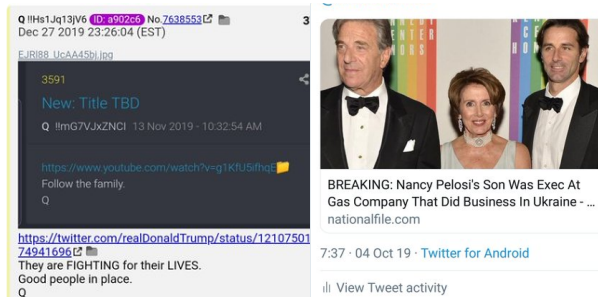 Q !!Hs1Jq13jV6 ID: a902c6 No.7638553
Dec 27 2019 23:26:04 (EST)
EJRl88_UcAA45bj.jpg
3591
New: Title TBD
Q !!mG7VJxZNCI 13 Nov 2019 - 10:32:54 AM
https://www.youtube.com/watch?v=g1KfU5ifhqE
Follow the family.
Q
https://twitter.com/realDonaldTrump/status/12107501
74941696
They are FIGHTING for their LIVES.
Good people in place.
Q
3
BREAKING: Nancy Pelosi's Son Was Exec At
Gas Company That Did Business In Ukraine - ...
nationalfile.com
7:37 · 04 Oct 19 · Twitter for Android
View Tweet activity